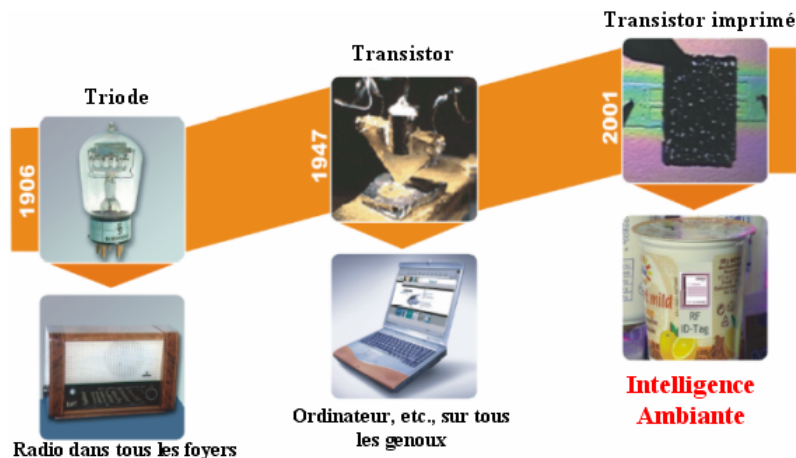 Transistor imprimé
Transistor
Triode
1906
1947
2001
mild
RF
ID-Tag
Radio dans tous les foyers
Ordinateur, etc., sur tous
les genoux
Intelligence
Ambiante